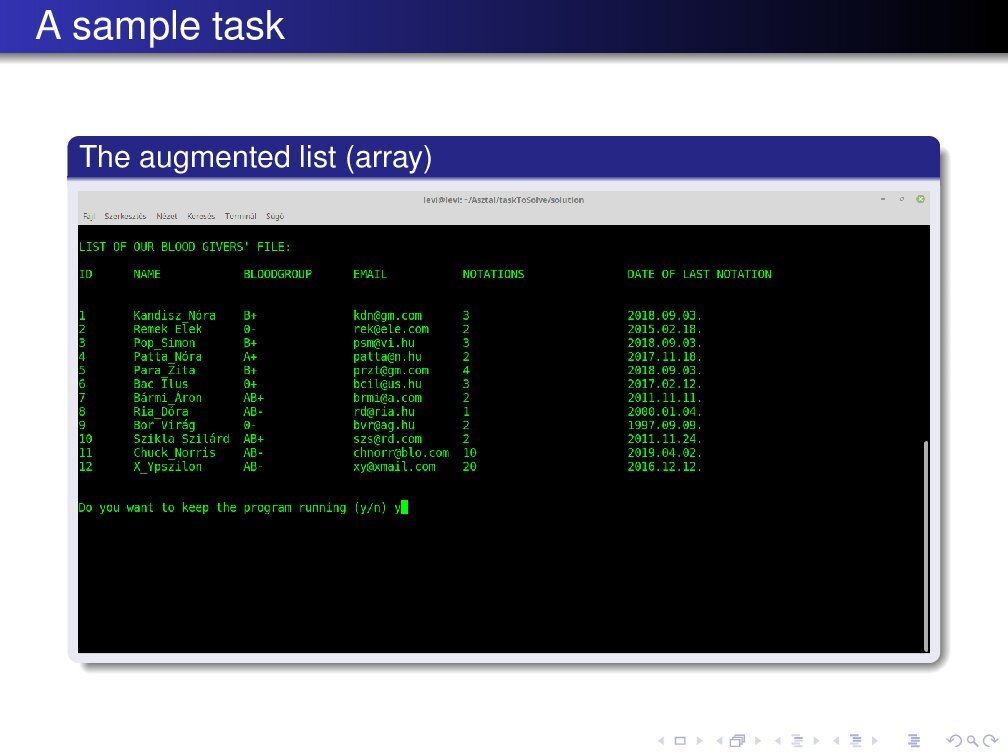 A sample task
The augmented list (array)
levi@levi: ~/Asztal/taskToSolve/solution
Fájl Szerkesztés Nézet Keresés Terminál Súgó
LIST OF OUR BLOOD GIVERS' FILE:
ID NAME BLOODGROUP EMAIL NOTATIONS DATE OF LAST NOTATION
1 Kandisz_Nóra B+ kdn@gm.com 3 2018.09.03.
2 Remek_Elek 0- rek@ele.com 2 2015.02.18.
3 Pop_Simon B+ psm@vi.hu 3 2018.09.03.
4 Patta_Nóra A+ patta@n.hu 2 2017.11.18.
5 Para_Zita B+ przt@gm.com 4 2018.09.03.
6 Bac_Ilus 0+ bcil@us.hu 3 2017.02.12.
7 Bármi_Áron AB+ brmi@a.com 2 2011.11.11.
8 Ria_Dóra AB- rd@ria.hu 1 2000.01.04.
9 Bor_Virág 0- bvr@ag.hu 2 1997.09.09.
10 Szikla_Szilárd AB+ szs@rd.com 2 2011.11.24.
11 Chuck_Norris AB- chnorr@blo.com 10 2019.04.02.
12 X_Ypszilon AB- xy@xmail.com 20 2016.12.12.
Do you want to keep the program running (y/n) y